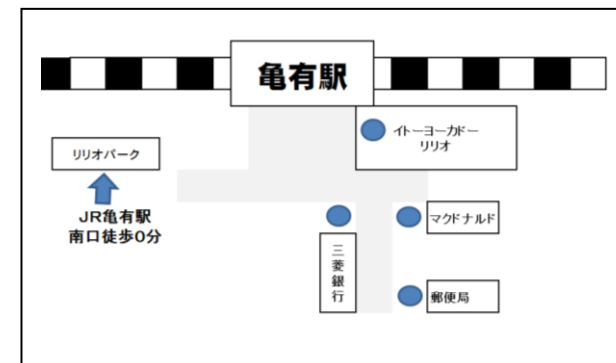 亀有駅
イトーヨーカドー
リリオ
リリオパーク
JR亀有駅
南口徒歩0分
マクドナルド
三菱銀行
郵便局